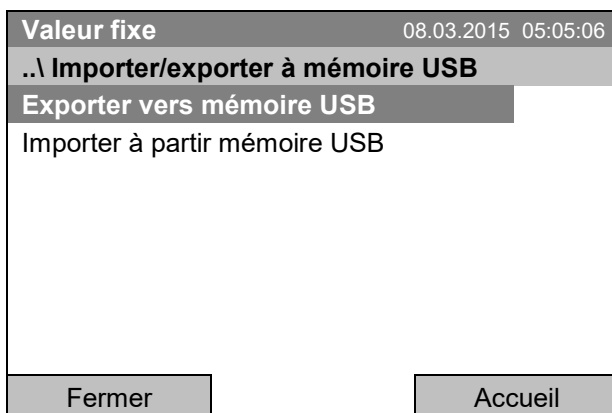 Valeur fixe 08.03.2015 05:05:06
..\ Importer/exporter à mémoire USB
Exporter vers mémoire USB
Importer à partir mémoire USB
Fermer Accueil